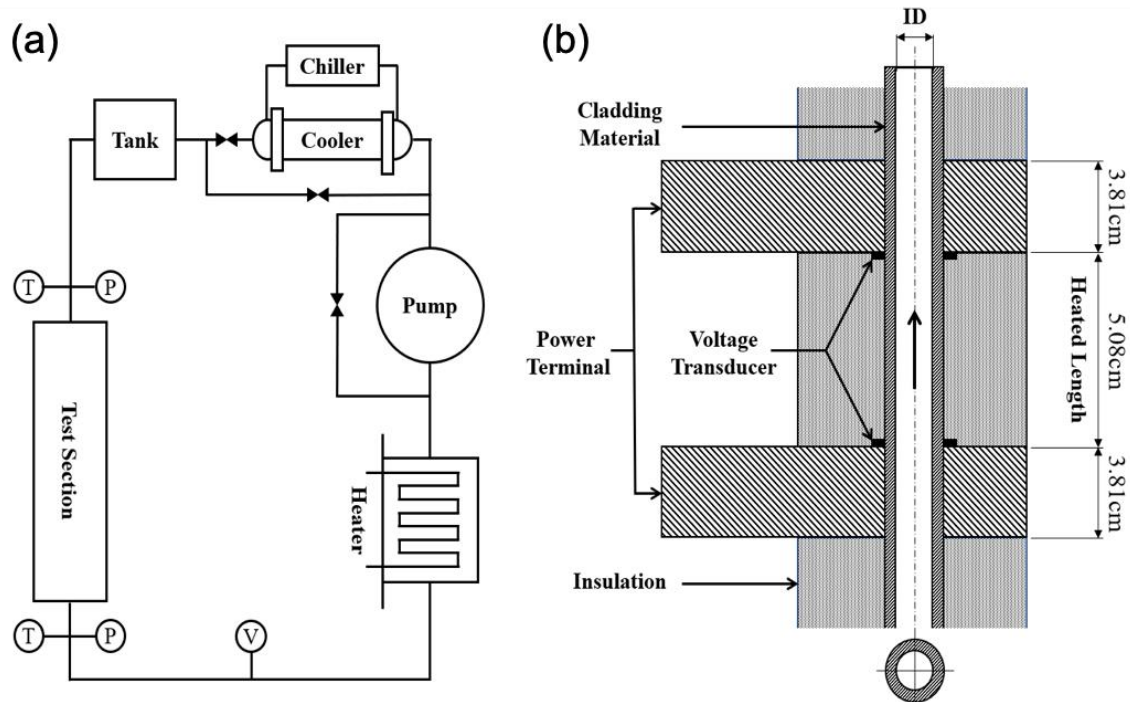 (a)
Chiller
Cooler
Tank
T
P
Pump
Test Section
Heater
T
P
V
(b)
ID
Cladding
Material
3.81cm
Power
Terminal
Voltage
Transducer
Heated Length
5.08cm
3.81cm
Insulation